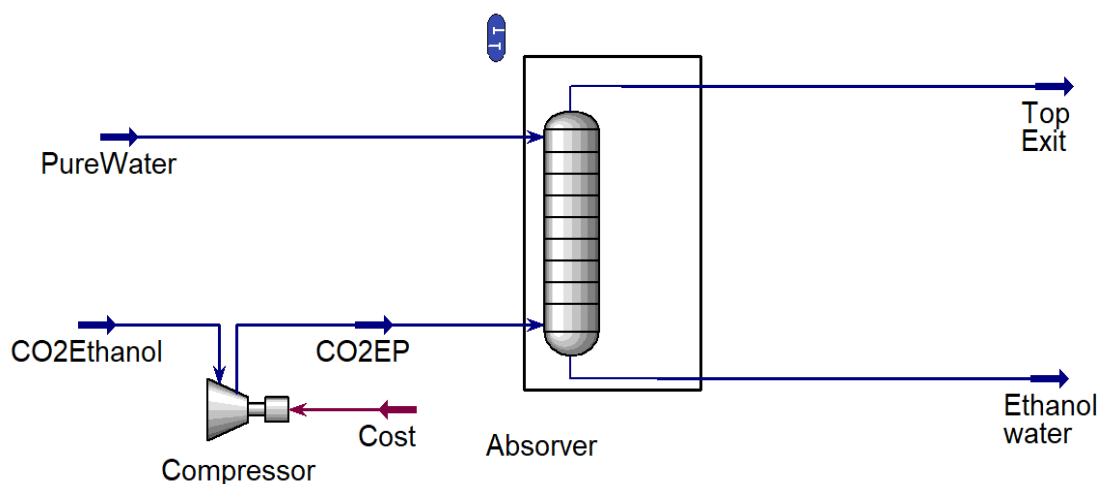 T
T
Top
Exit
PureWater
CO2Ethanol
CO2EP
Ethanol
water
Cost
Absorver
Compressor